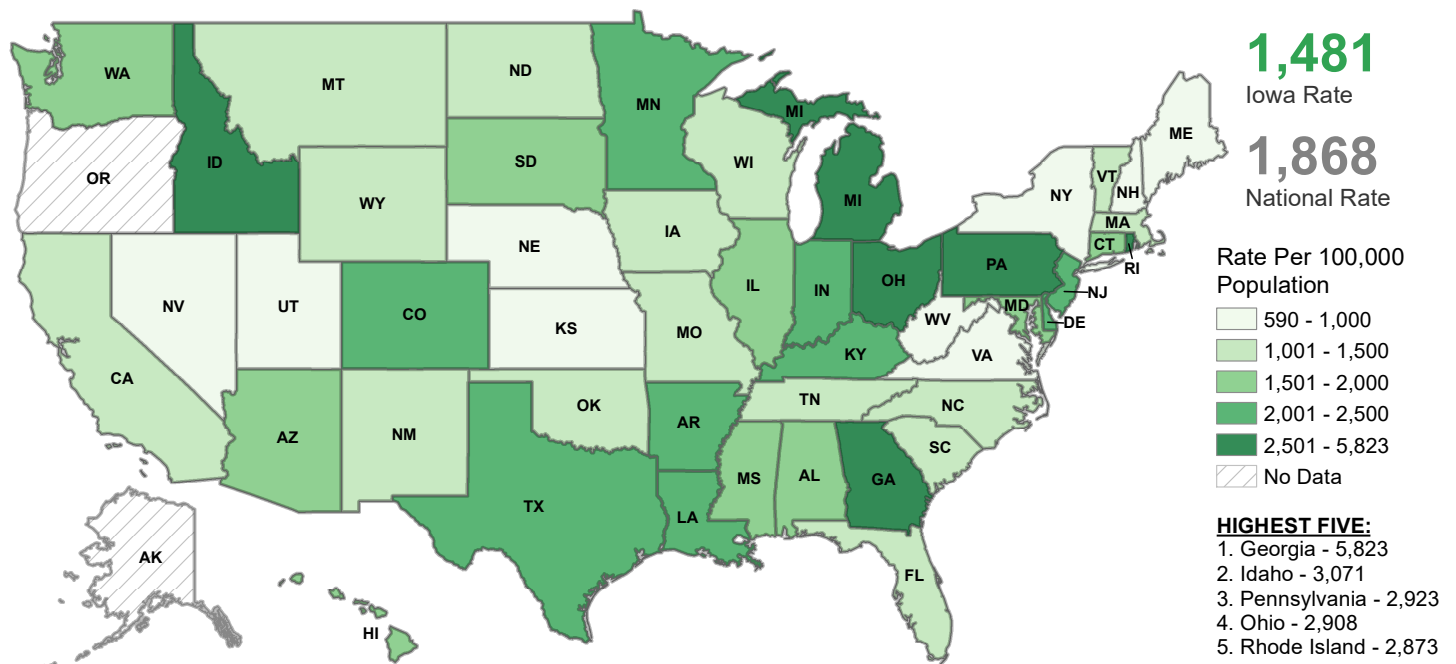 1,481
Iowa Rate
1,868
National Rate
Rate Per 100,000
Population
590 - 1,000
1,001 - 1,500
1,501 - 2,000
2,001 - 2,500
2,501 - 5,823
No Data
HIGHEST FIVE:
1. Georgia - 5,823
2. Idaho - 3,071
3. Pennsylvania - 2,923
4. Ohio - 2,908
5. Rhode Island - 2,873
WA
MT
ND
MN
MI
ME
OR
ID
SD
WI
VT
NH
NY
WY
MI
MA
IA
CT
RI
NE
PA
NJ
NV
UT
CO
IL
IN
OH
MD
DE
WV
KS
MO
KY
VA
CA
OK
TN
NC
AZ
NM
AR
SC
MS
AL
GA
TX
LA
AK
FL
HI